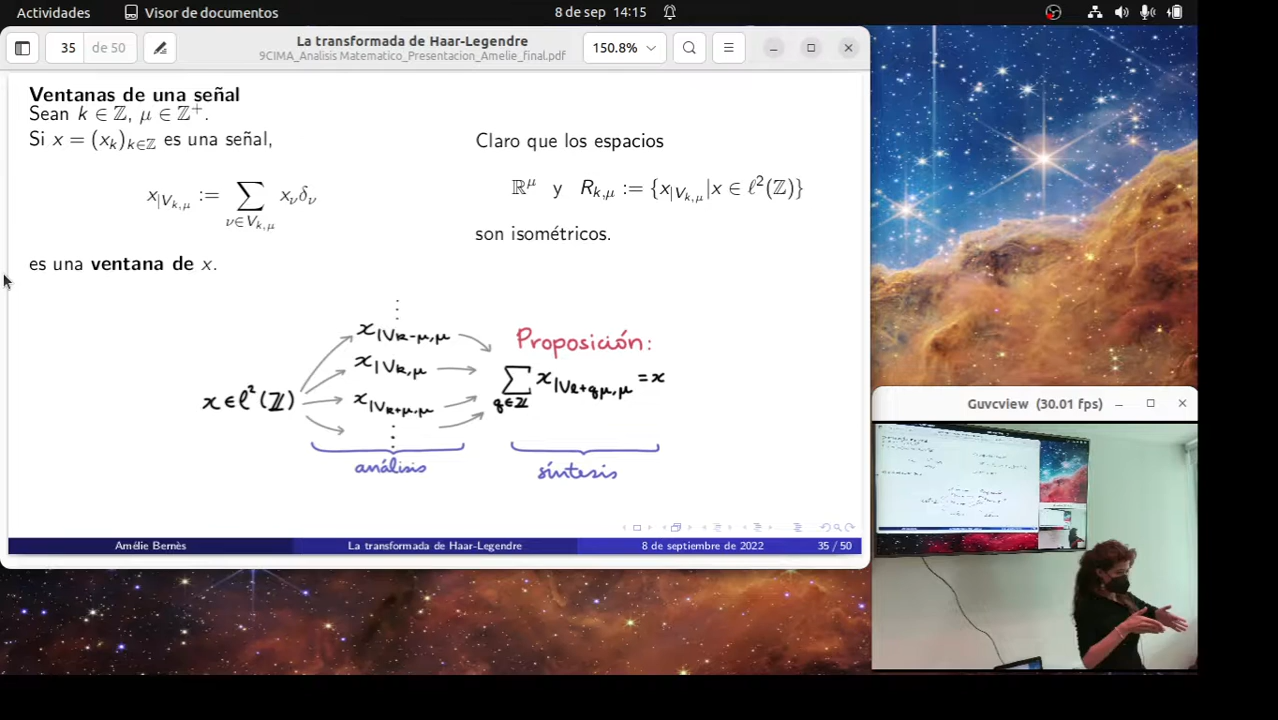 Actividades
Visor de documentos
8 de sep 14:15
35 de 50
La transformada de Haar-Legendre
9CIMA_Analisis Matematico_Presentacion_Amelie_final.pdf
150.8%
Ventanas de una señal
Sean k ∈ ℤ, μ ∈ ℤ⁺.
Si x = (x_k)_{k∈ℤ} es una señal,
x_{|V_{k,μ}} := ∑_{ν∈V_{k,μ}} x_ν δ_ν
es una ventana de x.
Claro que los espacios
ℝ^μ y R_{k,μ} := {x_{|V_{k,μ}} | x ∈ ℓ²(ℤ)}
son isométricos.
⋮
x_{|V_{k-μ,μ}}
x_{|V_{k,μ}}
x ∈ ℓ²(ℤ)
x_{|V_{k+μ,μ}}
⋮
análisis
Proposición:
∑_{q∈ℤ} x_{|V_{k+qμ,μ}} = x
síntesis
Amélie Bernès
La transformada de Haar-Legendre
8 de septiembre de 2022
35 / 50
Guvcview (30.01 fps)